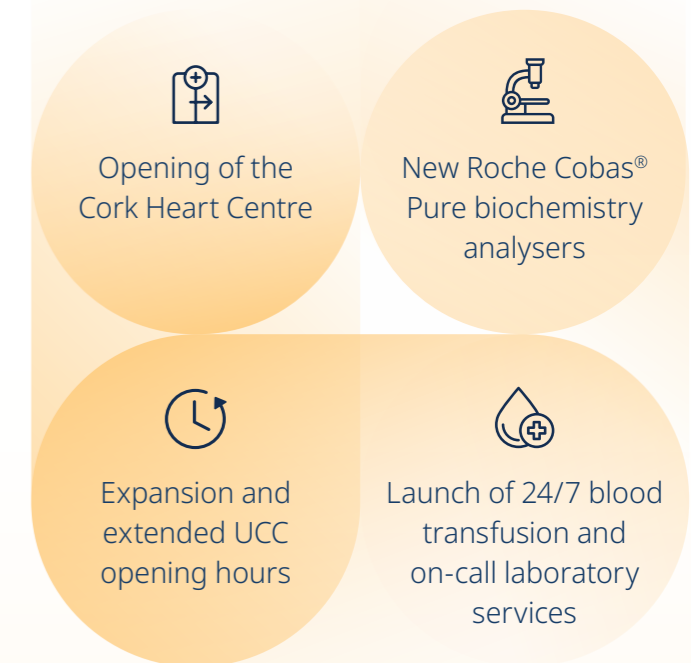 Opening of the
Cork Heart Centre
New Roche Cobas®
Pure biochemistry
analysers
Expansion and
extended UCC
opening hours
Launch of 24/7 blood
transfusion and
on-call laboratory
services